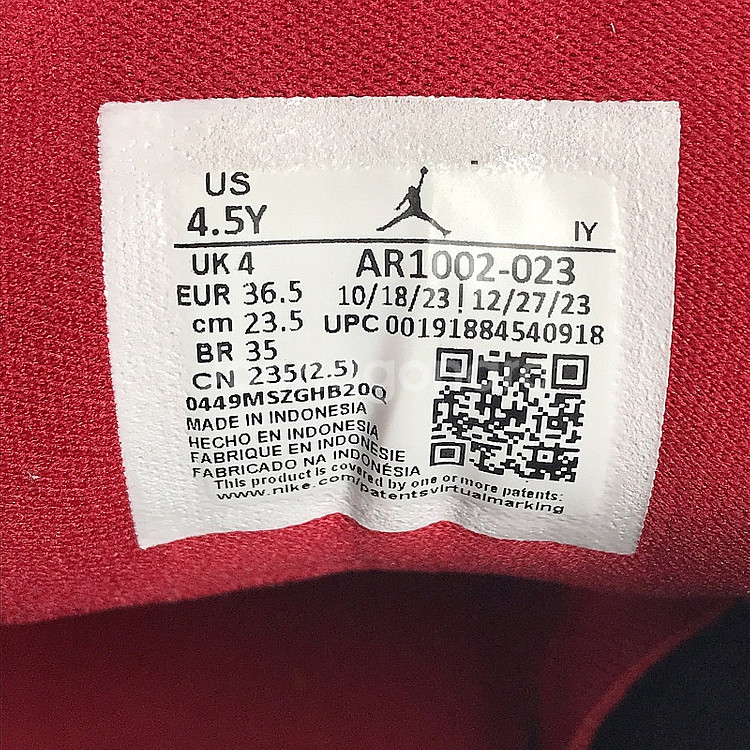 US
4.5Y
IY
UK 4
AR1002-023
EUR 36.5
10/18/23 ! 12/27/23
cm 23.5
UPC 00191884540918
BR 35
CN 235(2.5)
0449MSZGHB20Q
MADE IN INDONESIA
HECHO EN INDONESIA
FABRIQUE EN INDONESIE
FABRICADO NA INDONÉSIA
This product is covered by one or more patents:
www.nike.com/patentsvirtualmarking